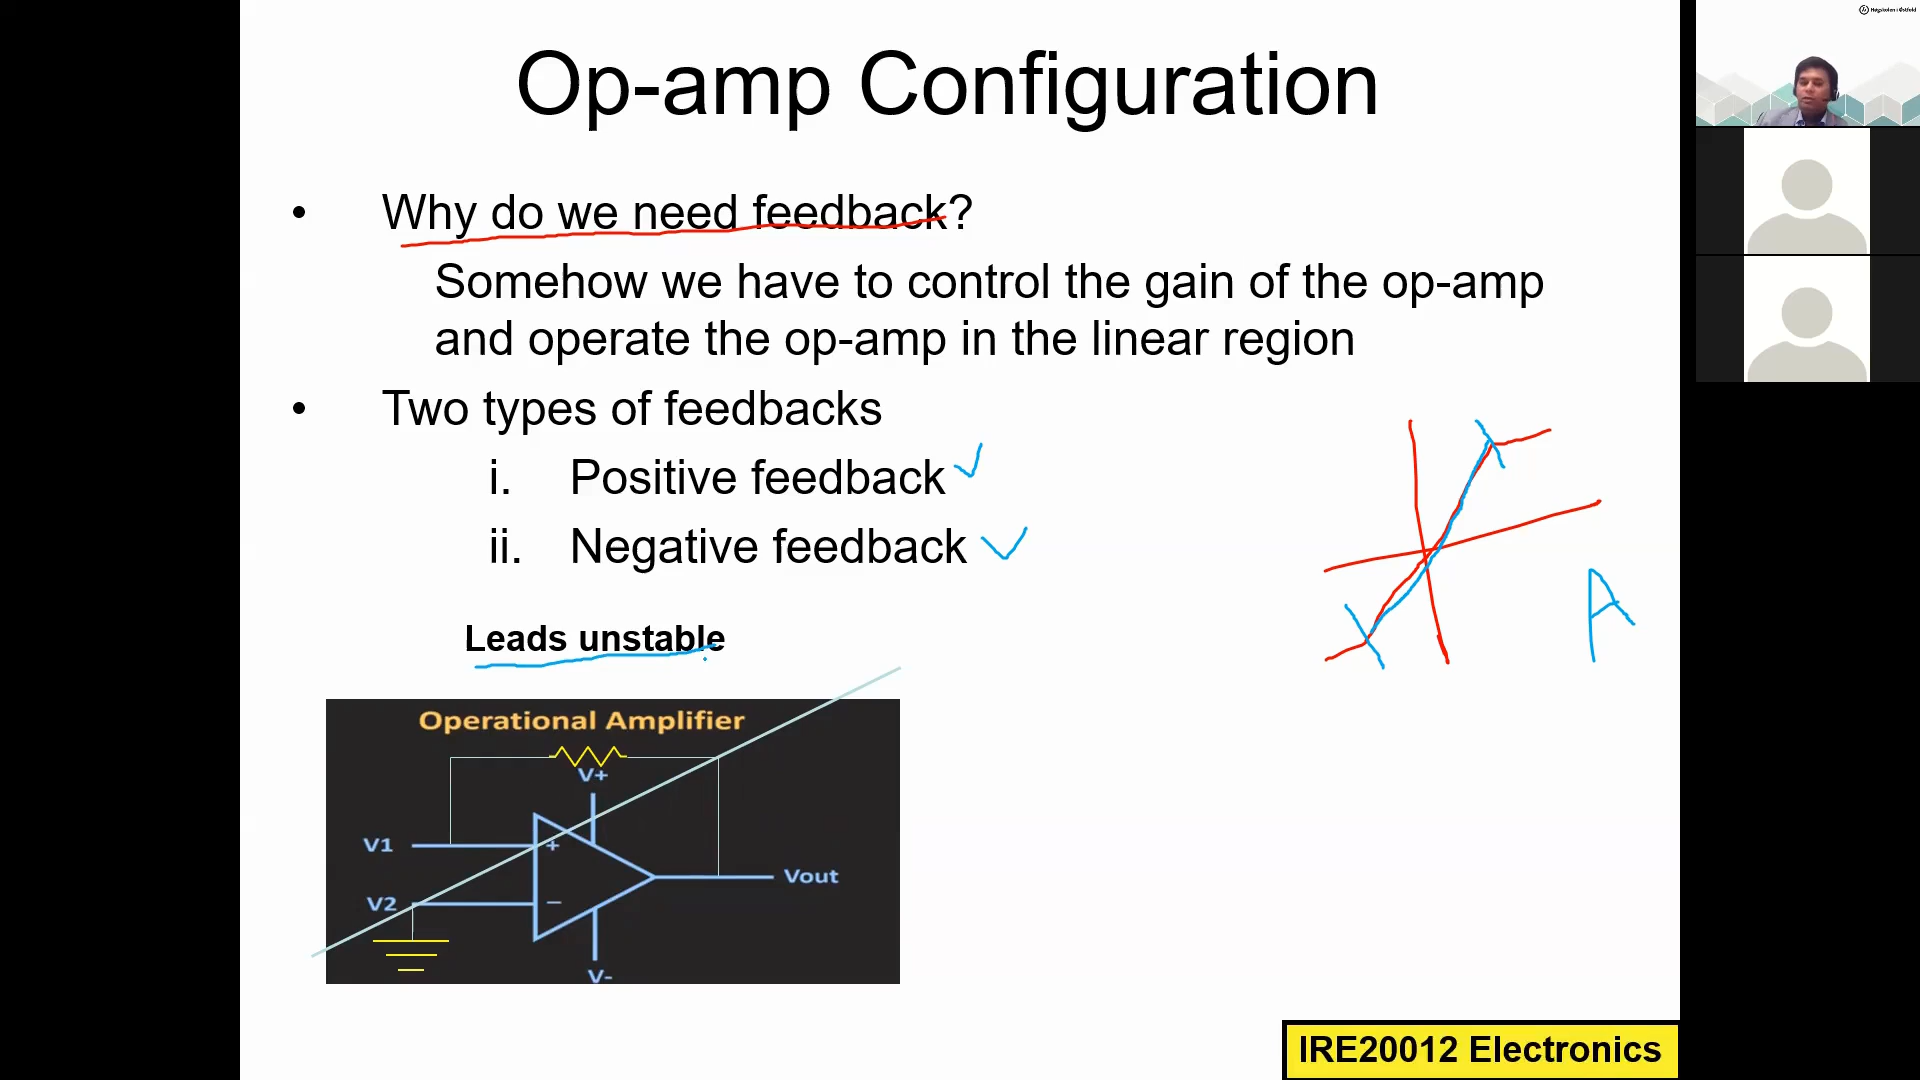 Høgskolen i Østfold
Op-amp Configuration
• Why do we need feedback?
Somehow we have to control the gain of the op-amp
and operate the op-amp in the linear region
• Two types of feedbacks
i. Positive feedback
ii. Negative feedback
A
Leads unstable
Operational Amplifier
V+
V1
+
Vout
V2
−
V-
IRE20012 Electronics